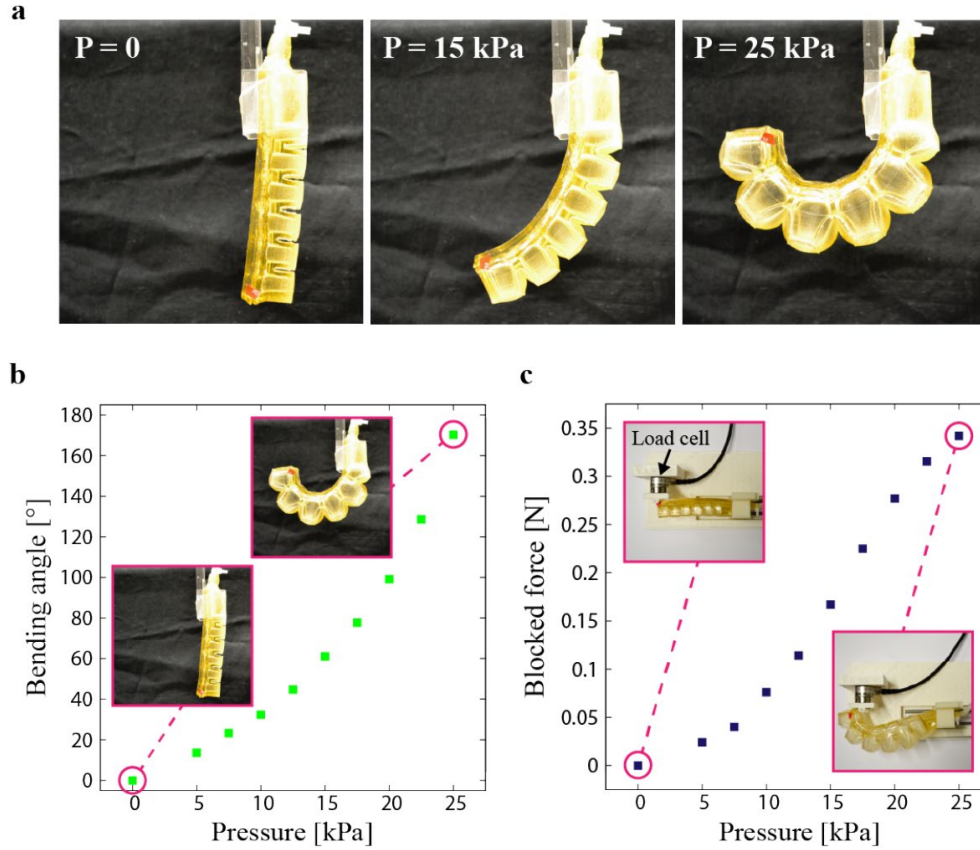 a
P = 0
P = 15 kPa
P = 25 kPa
b
180
160
140
120
100
80
60
40
20
0
0 5 10 15 20 25
Bending angle [°]
Pressure [kPa]
c
0.35
0.30
0.25
0.20
0.15
0.1
0.05
0
0 5 10 15 20 25
Blocked force [N]
Pressure [kPa]
Load cell